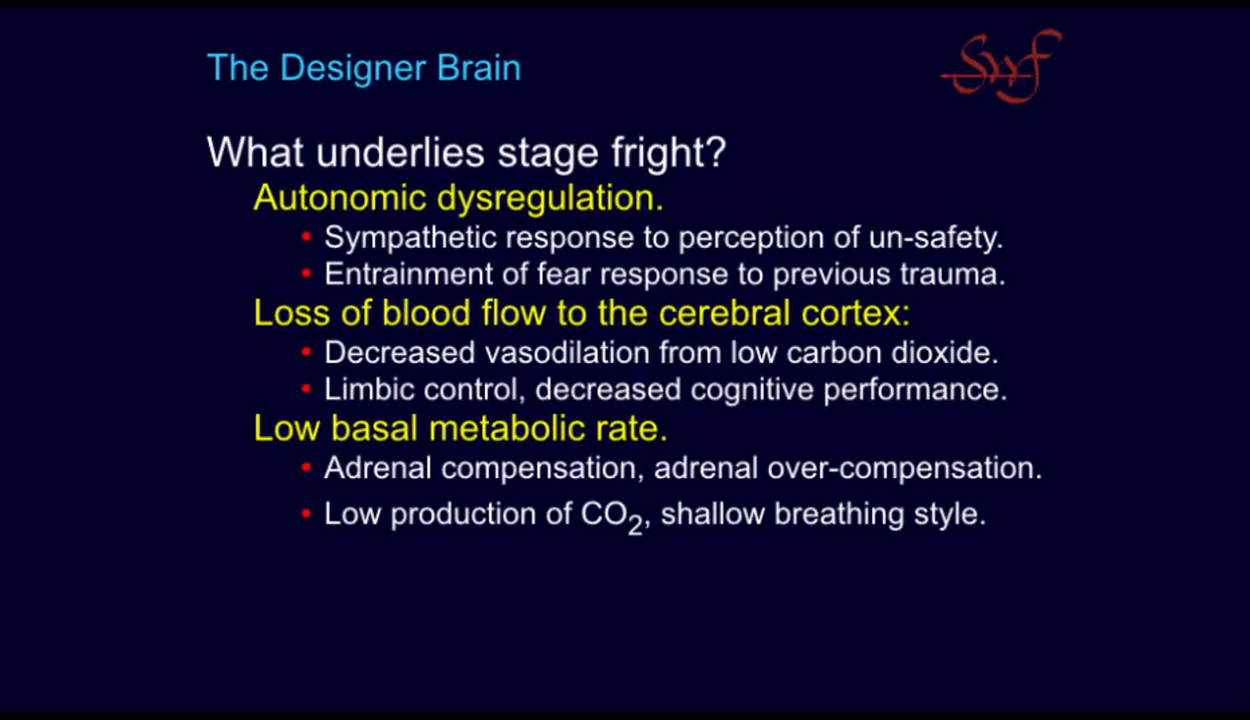 The Designer Brain
Swf
What underlies stage fright?
Autonomic dysregulation.
• Sympathetic response to perception of un-safety.
• Entrainment of fear response to previous trauma.
Loss of blood flow to the cerebral cortex:
• Decreased vasodilation from low carbon dioxide.
• Limbic control, decreased cognitive performance.
Low basal metabolic rate.
• Adrenal compensation, adrenal over-compensation.
• Low production of CO₂, shallow breathing style.